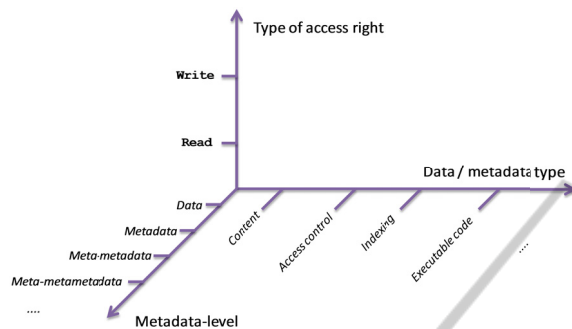 Type of access right
Write
Read
Data / metadata type
Data
Metadata
Meta-metadata
Meta-metametadata
....
Content
Access control
Indexing
Executable code
....
Metadata-level